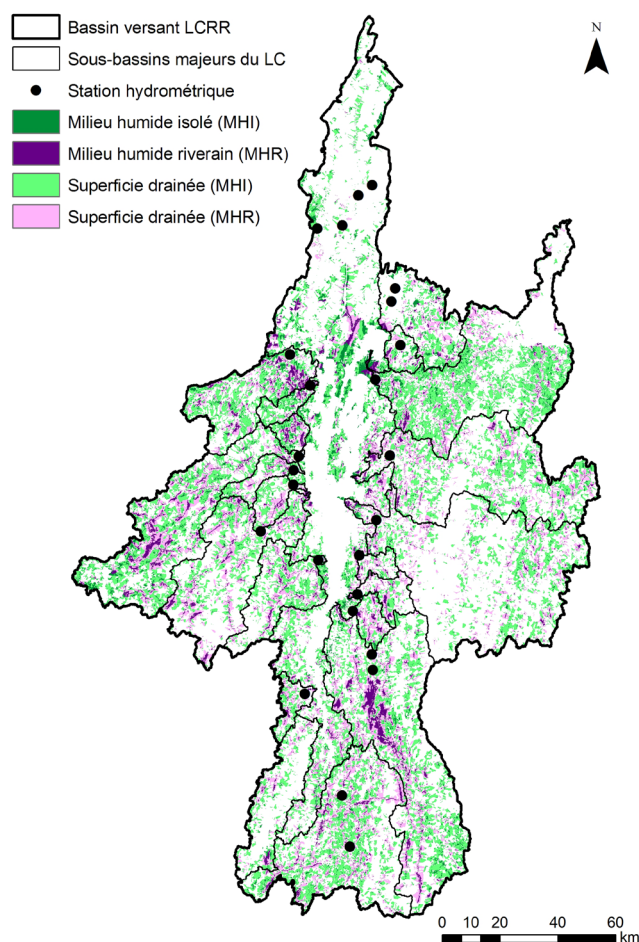 Bassin versant LCRR
Sous-bassins majeurs du LC
Station hydrométrique
Milieu humide isolé (MHI)
Milieu humide riverain (MHR)
Superficie drainée (MHI)
Superficie drainée (MHR)
N
0 10 20 40 60
km